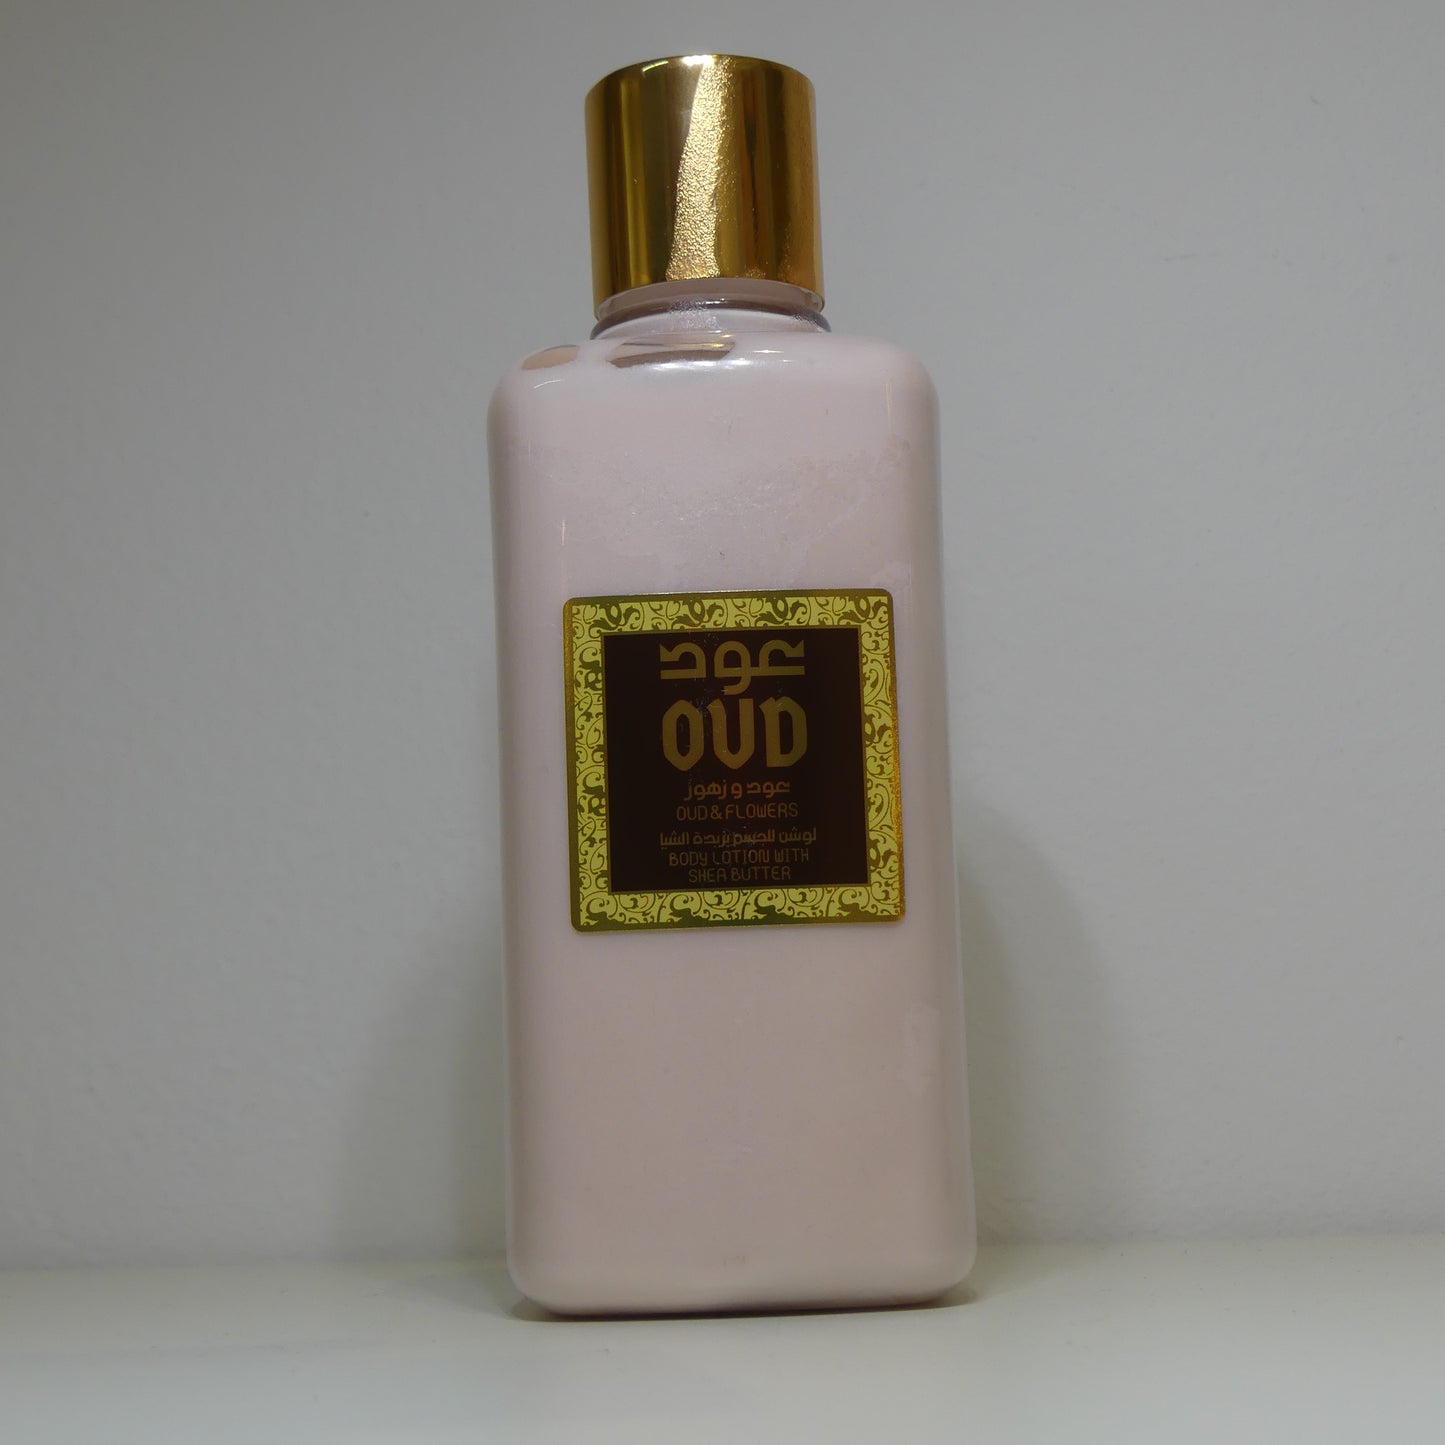 عود
OUD
عود و زهور
OUD & FLOWERS
لوشن للجسم بزبدة الشيا
BODY LOTION WITH
SHEA BUTTER